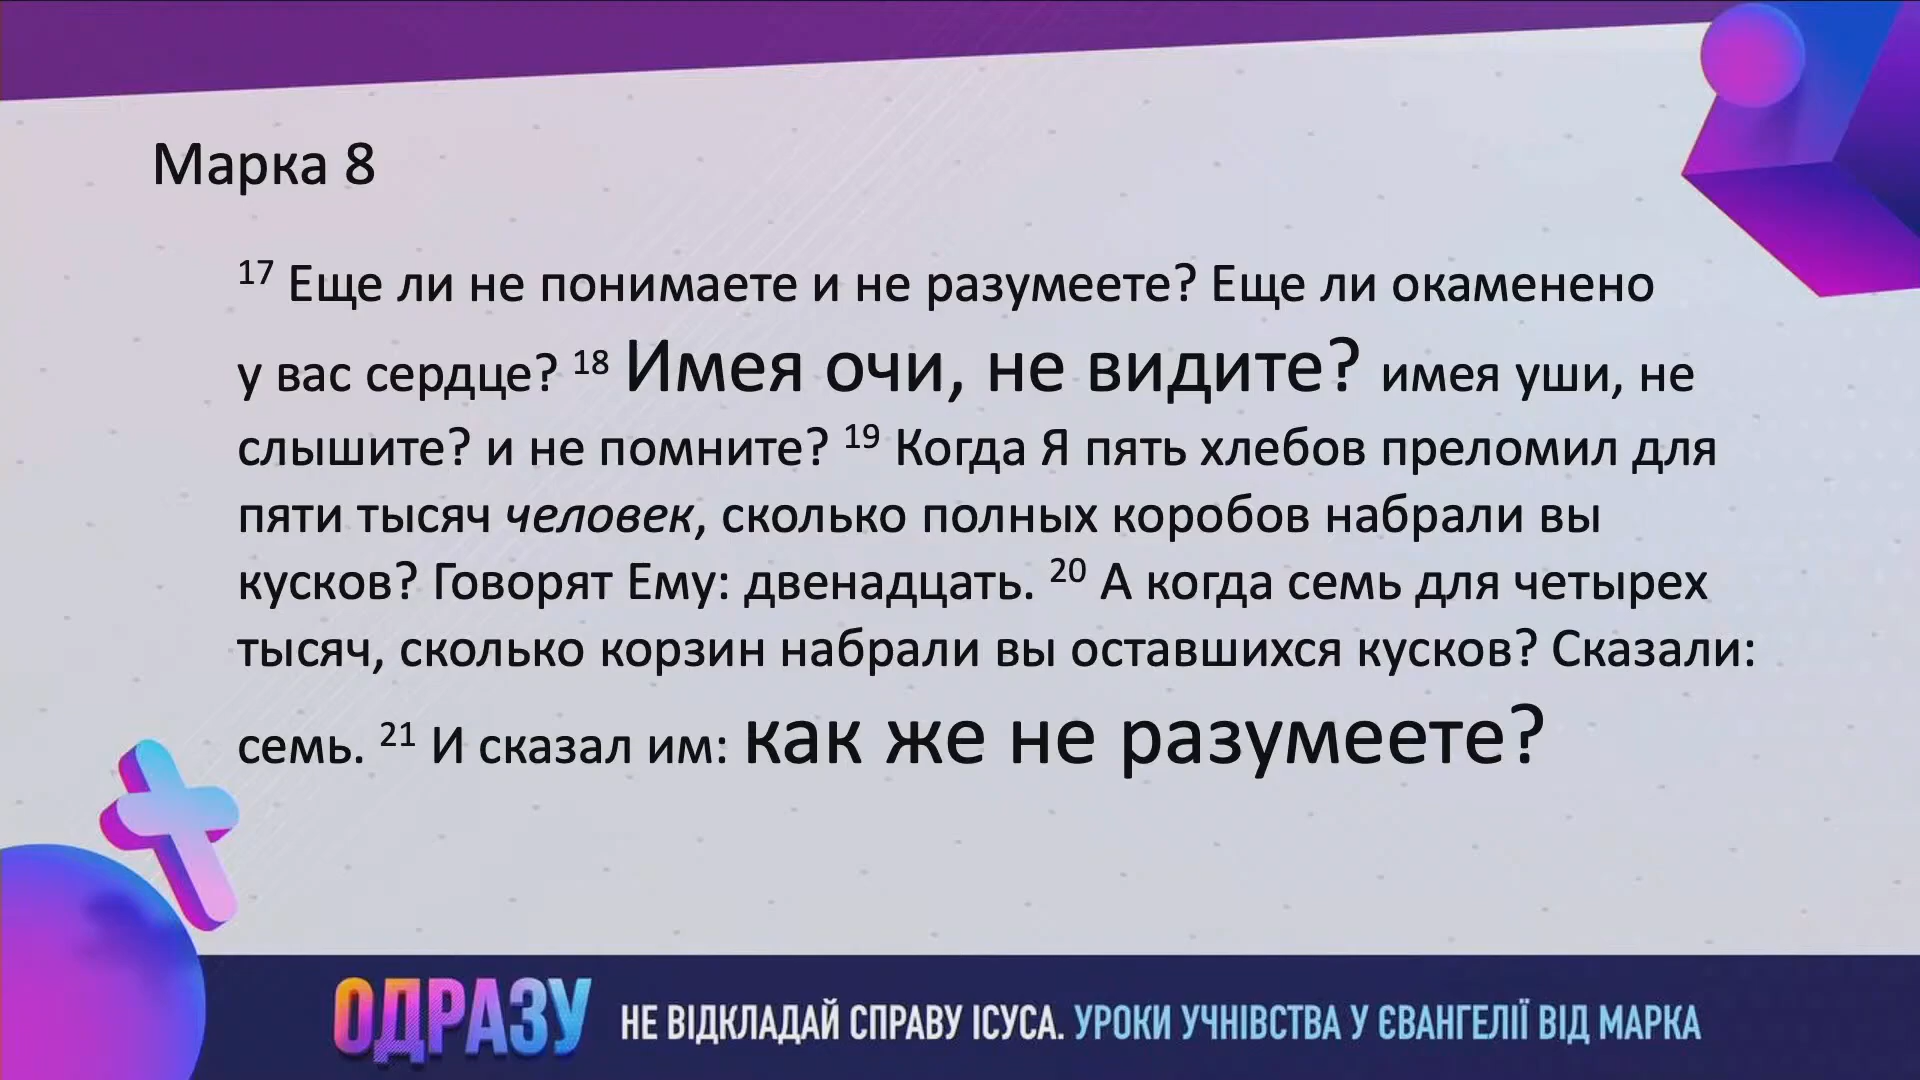 Марка 8
17 Еще ли не понимаете и не разумеете? Еще ли окаменено
у вас сердце? 18 Имея очи, не видите? имея уши, не
слышите? и не помните? 19 Когда Я пять хлебов преломил для
пяти тысяч человек, сколько полных коробов набрали вы
кусков? Говорят Ему: двенадцать. 20 А когда семь для четырех
тысяч, сколько корзин набрали вы оставшихся кусков? Сказали:
семь. 21 И сказал им: как же не разумеете?
ОДРАЗУ НЕ ВІДКЛАДАЙ СПРАВУ ІСУСА. УРОКИ УЧНІВСТВА У ЄВАНГЕЛІЇ ВІД МАРКА